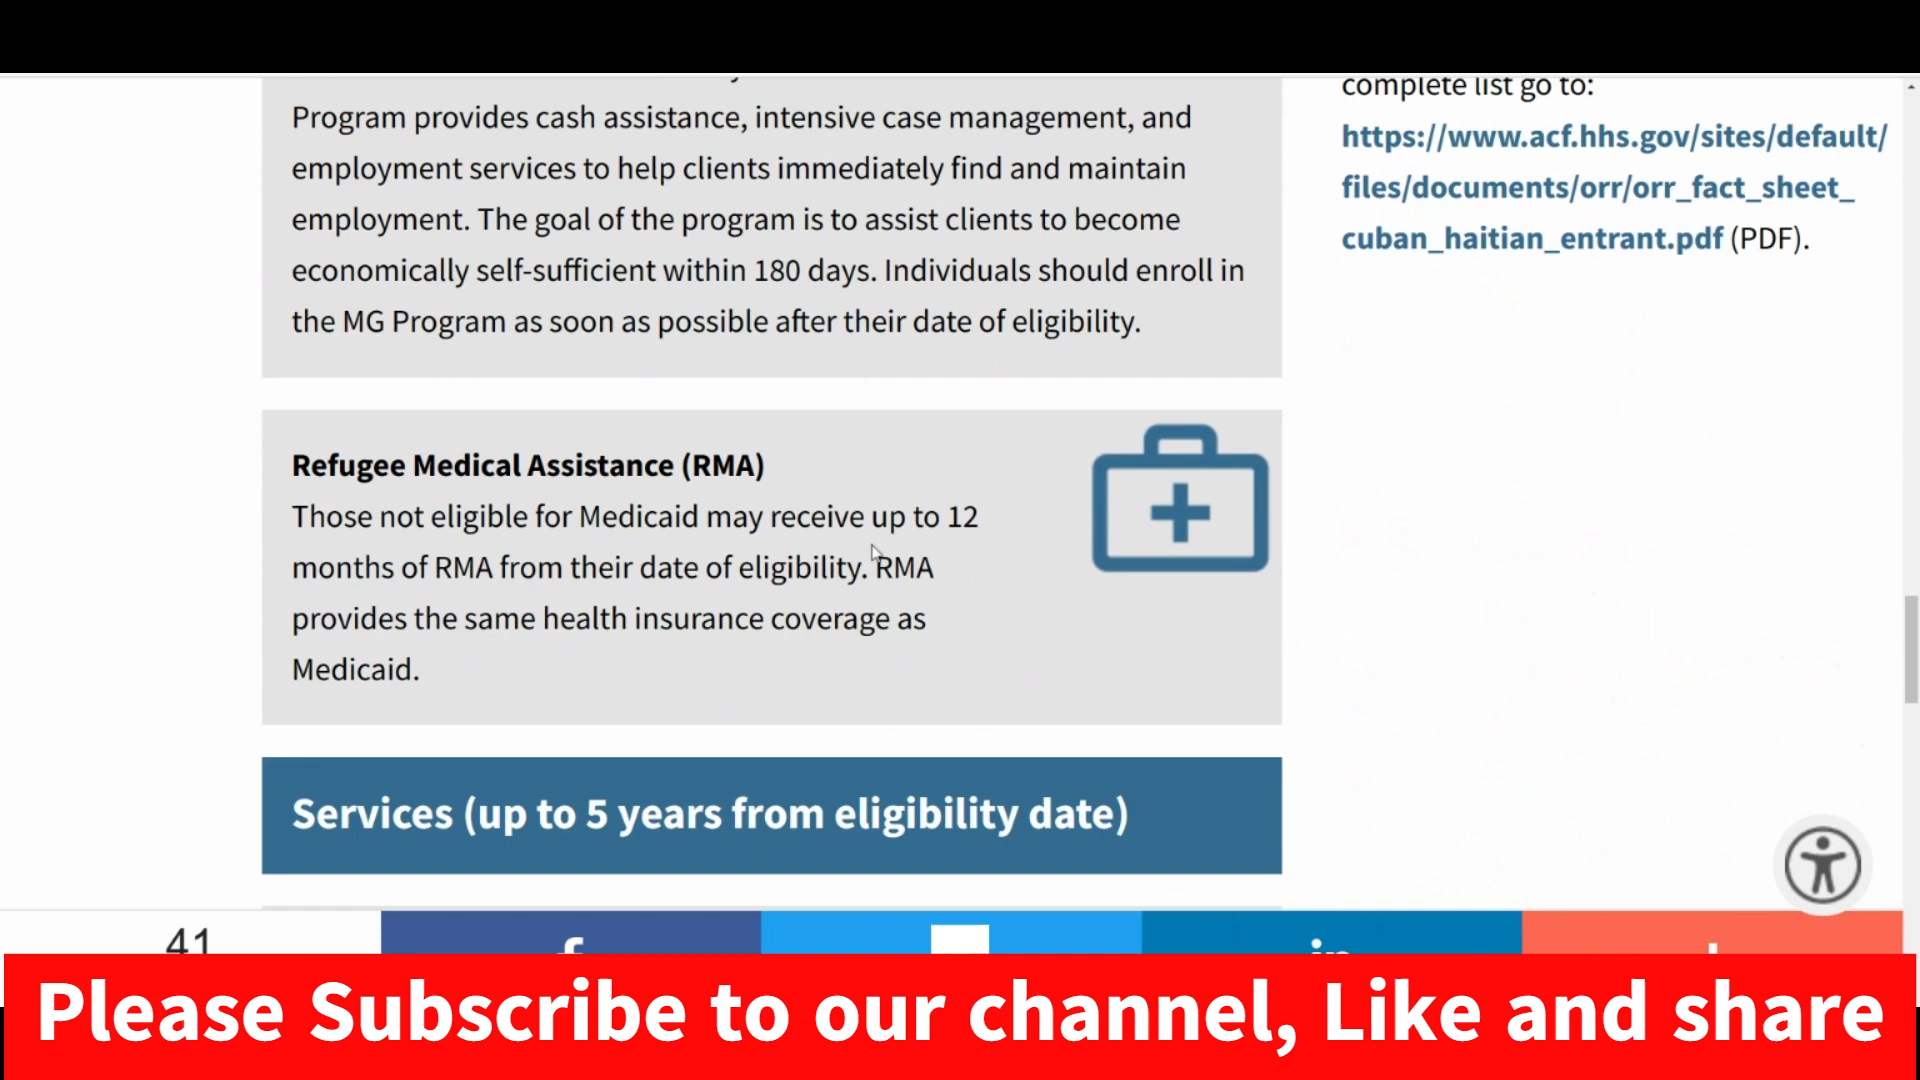 Program provides cash assistance, intensive case management, and
employment services to help clients immediately find and maintain
employment. The goal of the program is to assist clients to become
economically self-sufficient within 180 days. Individuals should enroll in
the MG Program as soon as possible after their date of eligibility.
Refugee Medical Assistance (RMA)
Those not eligible for Medicaid may receive up to 12
months of RMA from their date of eligibility. RMA
provides the same health insurance coverage as
Medicaid.
Services (up to 5 years from eligibility date)
complete list go to:
https://www.acf.hhs.gov/sites/default/
files/documents/orr/orr_fact_sheet_
cuban_haitian_entrant.pdf (PDF).
41
f
in
Please Subscribe to our channel, Like and share